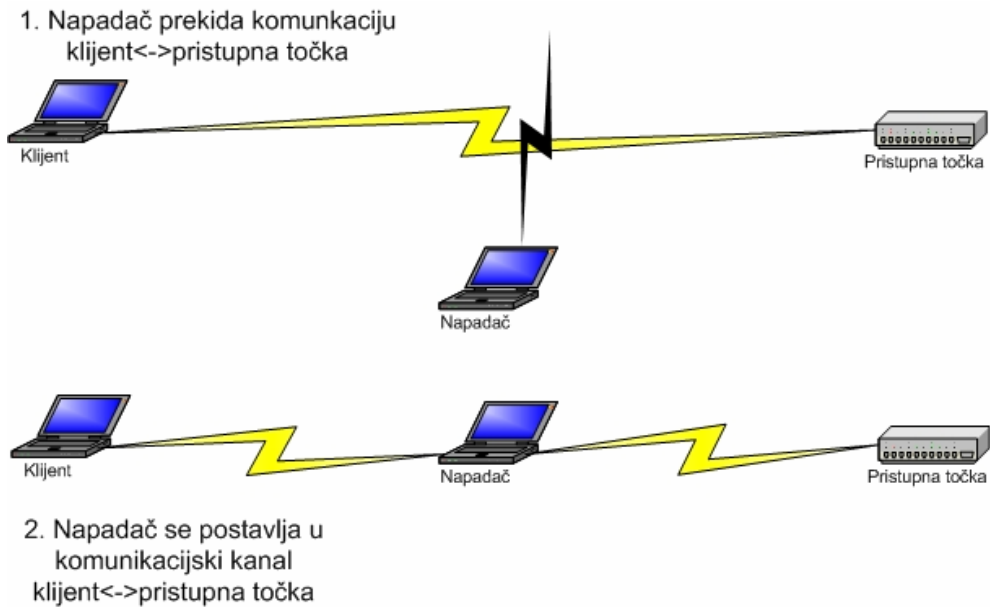 1. Napadač prekida komunkaciju
klijent<->pristupna točka
Klijent
Pristupna točka
Napadač
Klijent
Napadač
Pristupna točka
2. Napadač se postavlja u
komunikacijski kanal
klijent<->pristupna točka